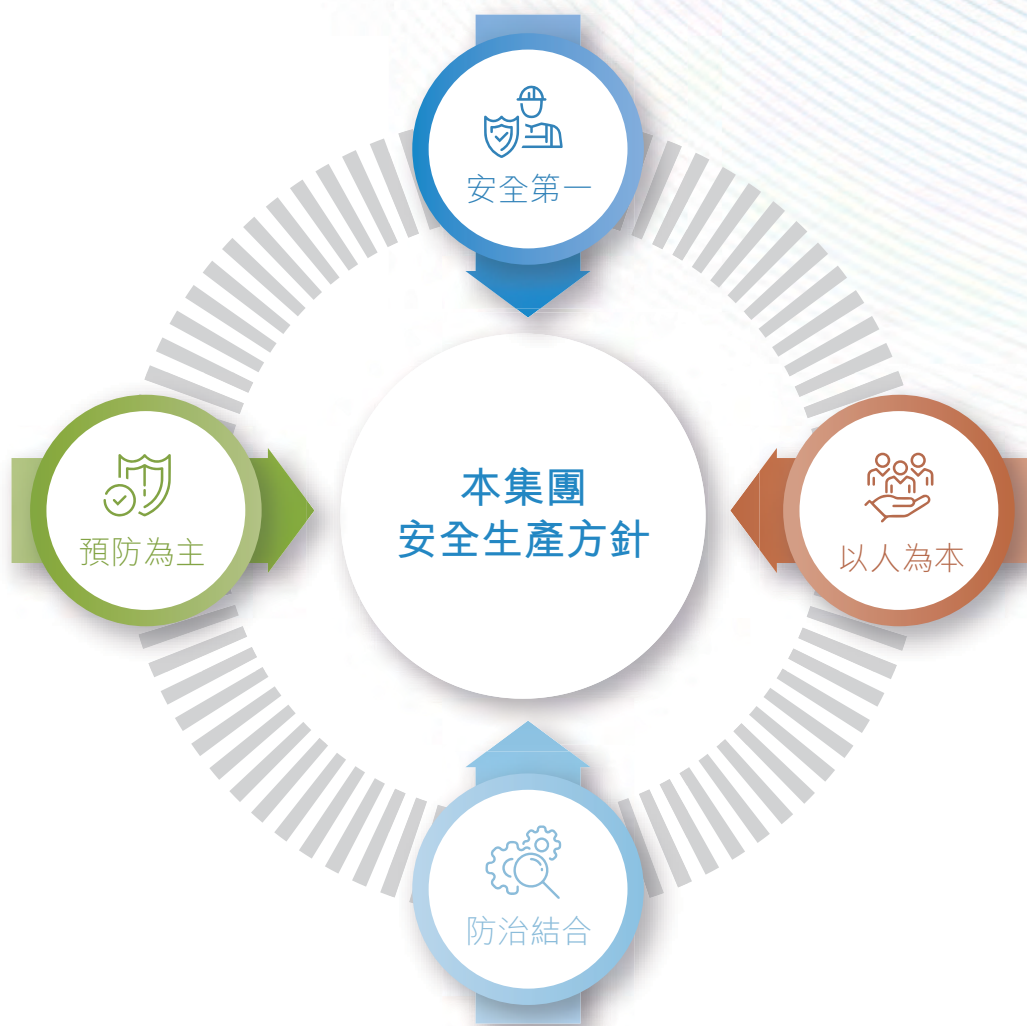 安全第一
預防為主
本集團
安全生產方針
以人為本
防治結合